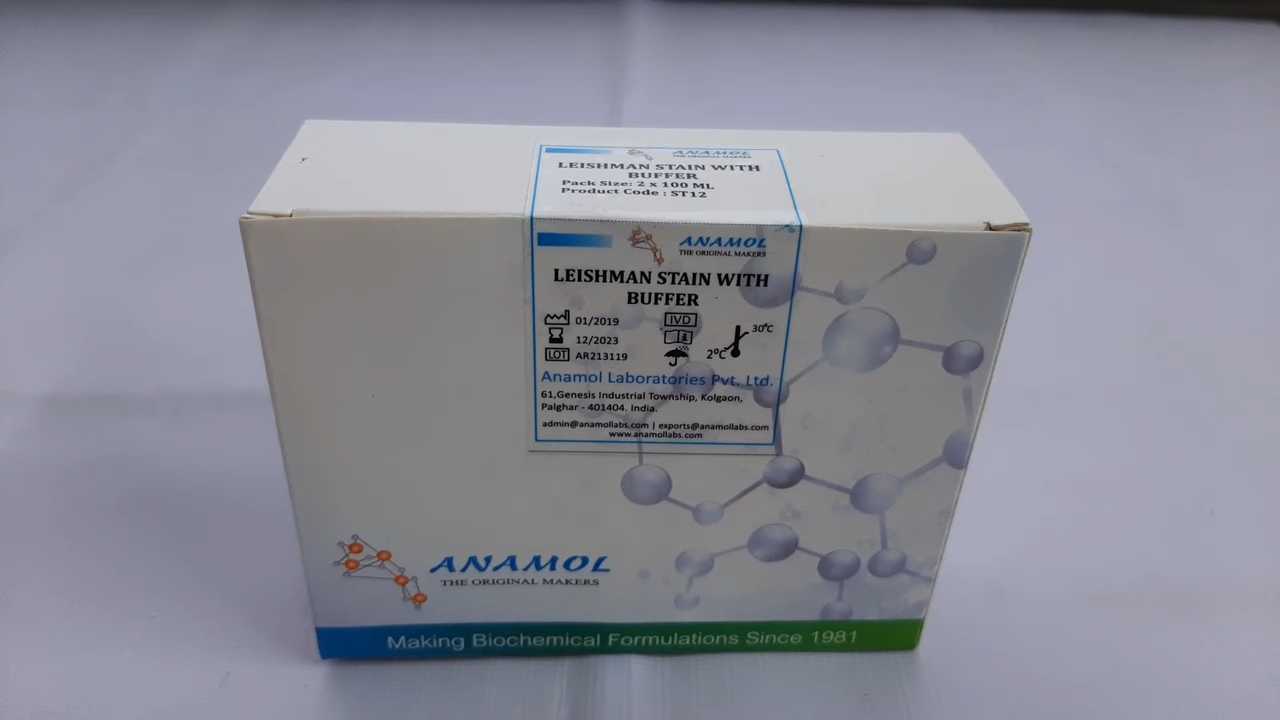 ANAMOL
THE ORIGINAL MAKERS
LEISHMAN STAIN WITH
BUFFER
Pack Size: 2 x 100 ML
Product Code : ST12
ANAMOL
THE ORIGINAL MAKERS
LEISHMAN STAIN WITH
BUFFER
01/2019
IVD
30°C
12/2023
2°C
LOT AR213119
Anamol Laboratories Pvt. Ltd.
61,Genesis Industrial Township, Kolgaon,
Palghar - 401404. India.
admin@anamollabs.com | exports@anamollabs.com
www.anamollabs.com
ANAMOL
THE ORIGINAL MAKERS
Making Biochemical Formulations Since 1981